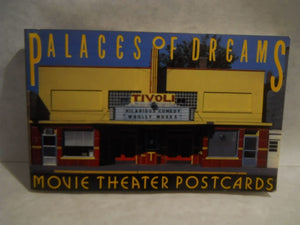 PALACES OF DREAMS
TIVOLI
HILARIOUS COMEDY
"WHOLLY MOSES"
MOVIE THEATER POSTCARDS